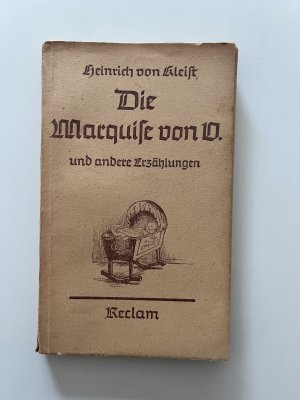 Heinrich von Kleist
Die
Marquise von O.
und andere Erzählungen
Reclam